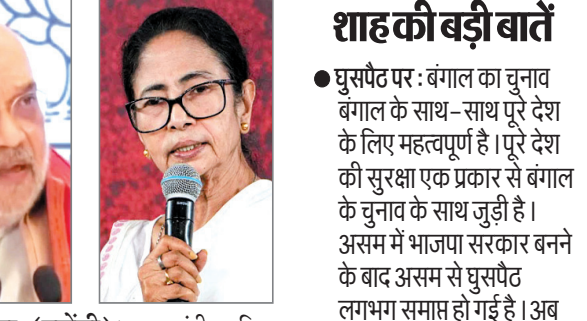 शाह की बड़ी बातें
● घुसपैठ पर : बंगाल का चुनाव
बंगाल के साथ-साथ पूरे देश
के लिए महत्वपूर्ण है। पूरे देश
की सुरक्षा एक प्रकार से बंगाल
के चुनाव के साथ जुड़ी है।
असम में भाजपा सरकार बनने
के बाद असम से घुसपैठ
लगभग समाप्त हो गई है। अब